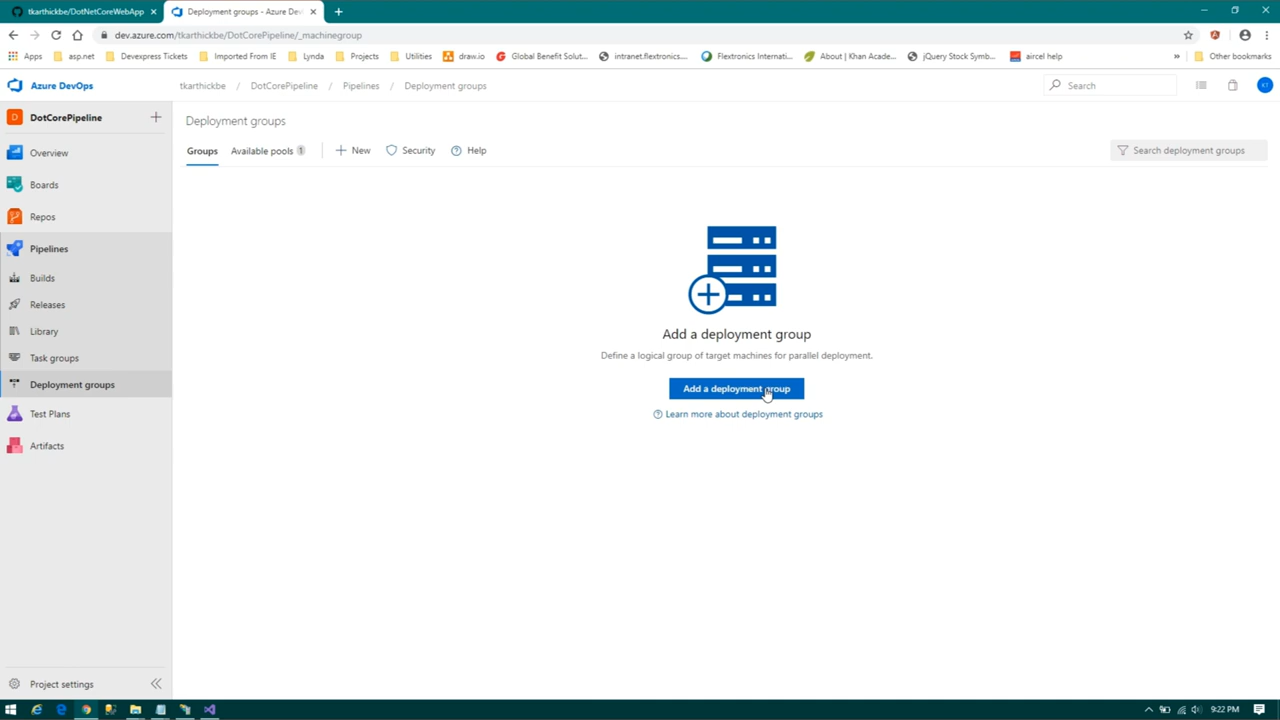 tkarthickbe/DotNetCoreWebApp
Deployment groups - Azure Dev
dev.azure.com/tkarthickbe/DotCorePipeline/_machinegroup
Apps
asp.net
Devexpress Tickets
Imported From IE
Lynda
Projects
Utilities
draw.io
Global Benefit Solut...
intranet.flextronics....
Flextronics Internati...
About | Khan Acade...
jQuery Stock Symb...
aircel help
»
Other bookmarks
Azure DevOps
tkarthickbe / DotCorePipeline / Pipelines / Deployment groups
Search
KT
D
DotCorePipeline
Deployment groups
Groups
Available pools 1
New
Security
Help
Search deployment groups
Overview
Boards
Repos
Pipelines
Builds
Releases
Library
Task groups
Deployment groups
Test Plans
Artifacts
Add a deployment group
Define a logical group of target machines for parallel deployment.
Add a deployment group
Learn more about deployment groups
Project settings
9:22 PM